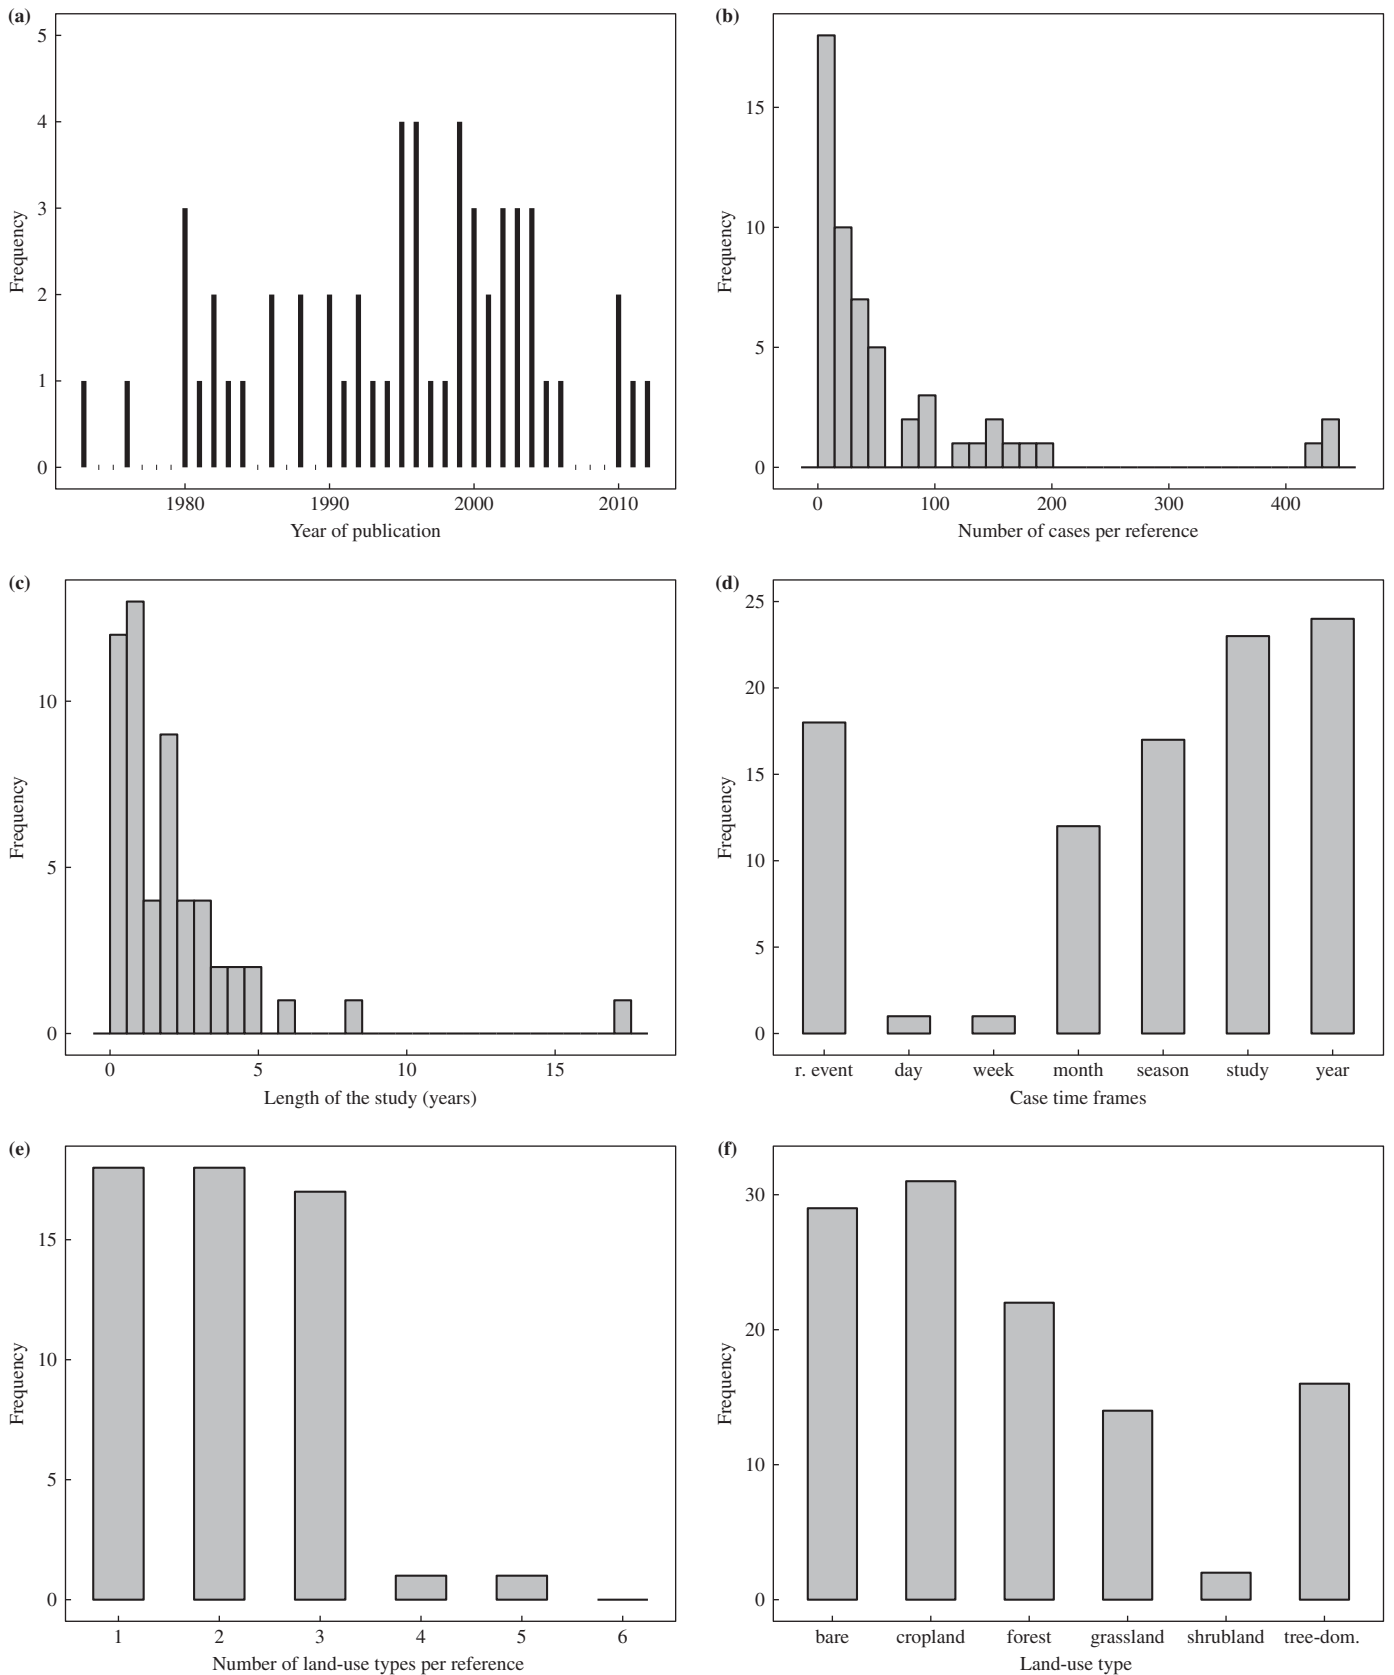 (a)
5
4
3
2
1
0
Frequency
1980 1990 2000 2010
Year of publication
(b)
15
10
5
0
Frequency
0 100 200 300 400
Number of cases per reference
(c)
10
5
0
Frequency
0 5 10 15
Length of the study (years)
(d)
25
20
15
10
5
0
Frequency
r. event day week month season study year
Case time frames
(e)
15
10
5
0
Frequency
1 2 3 4 5 6
Number of land-use types per reference
(f)
30
20
10
0
Frequency
bare cropland forest grassland shrubland tree-dom.
Land-use type